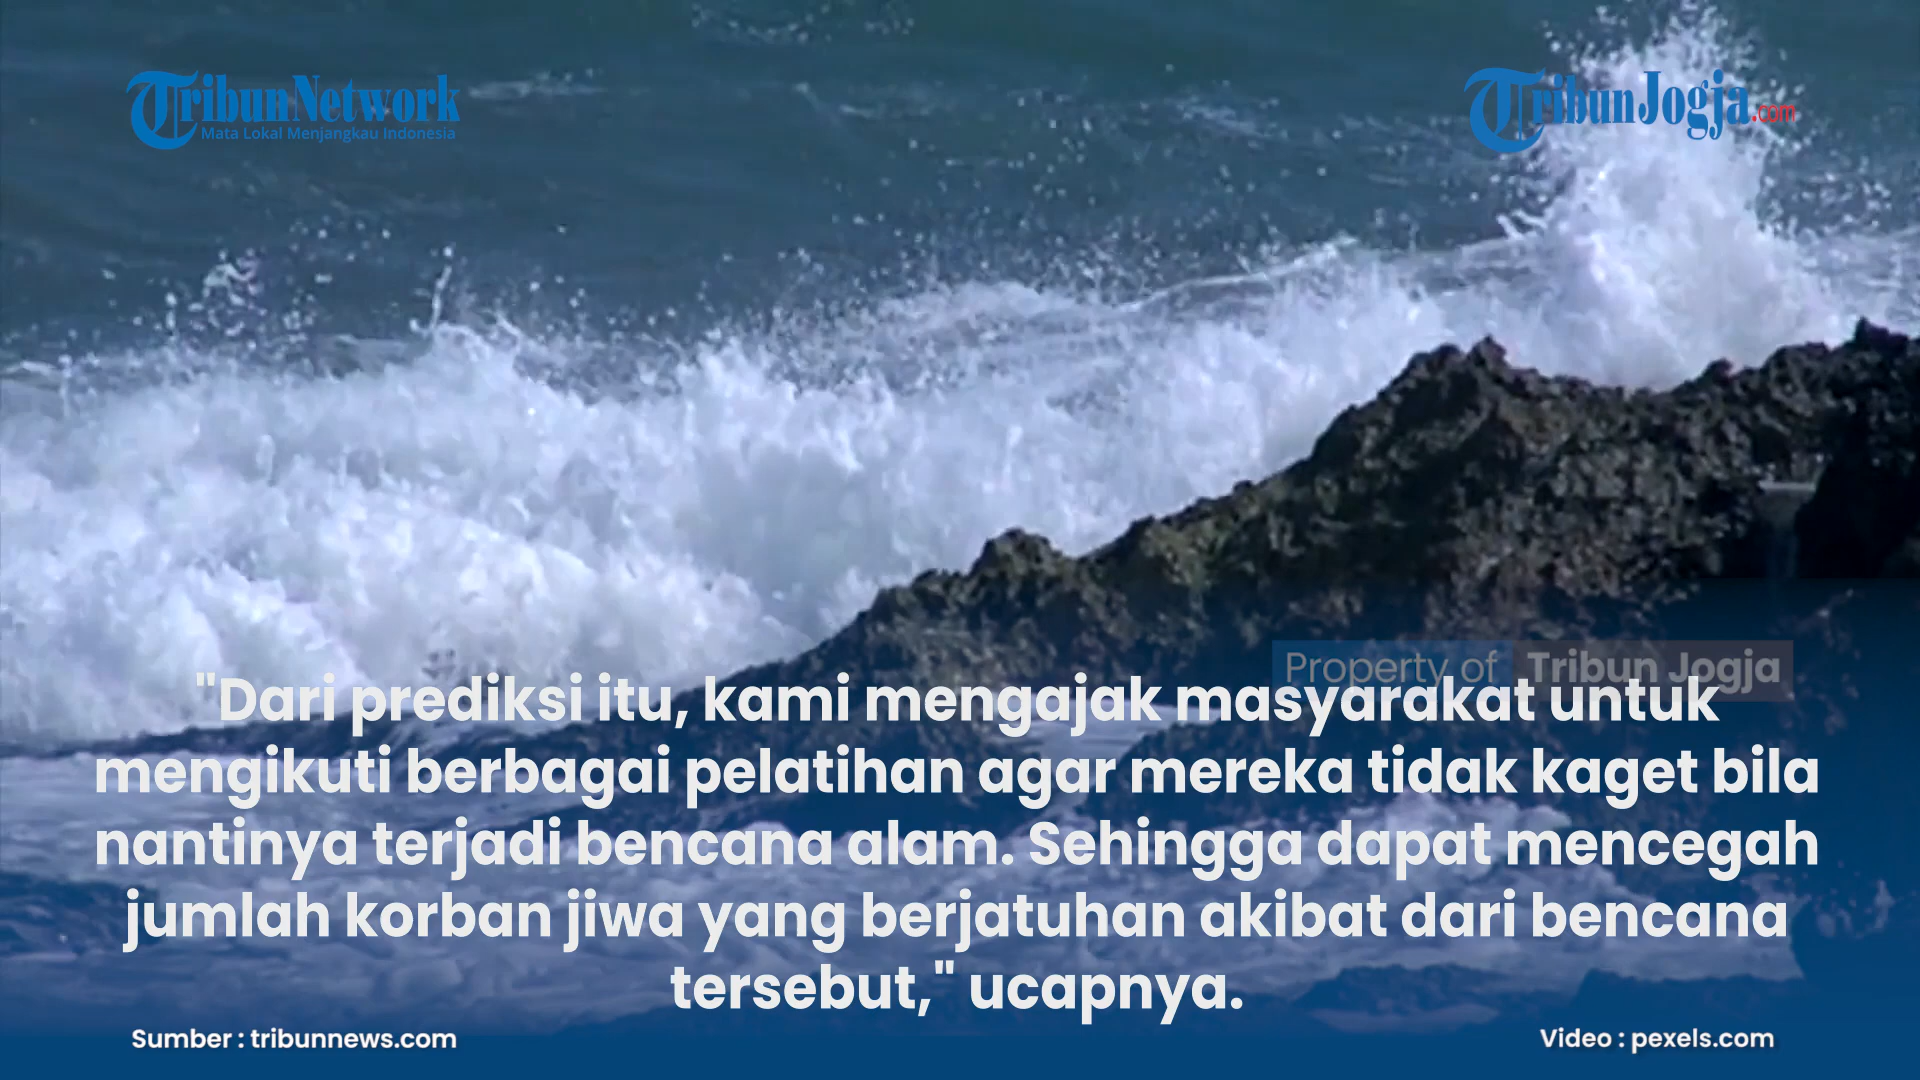 TribunNetwork
Mata Lokal Menjangkau Indonesia
TribunJogja.com
Property of Tribun Jogja
"Dari prediksi itu, kami mengajak masyarakat untuk
mengikuti berbagai pelatihan agar mereka tidak kaget bila
nantinya terjadi bencana alam. Sehingga dapat mencegah
jumlah korban jiwa yang berjatuhan akibat dari bencana
tersebut," ucapnya.
Sumber : tribunnews.com
Video : pexels.com